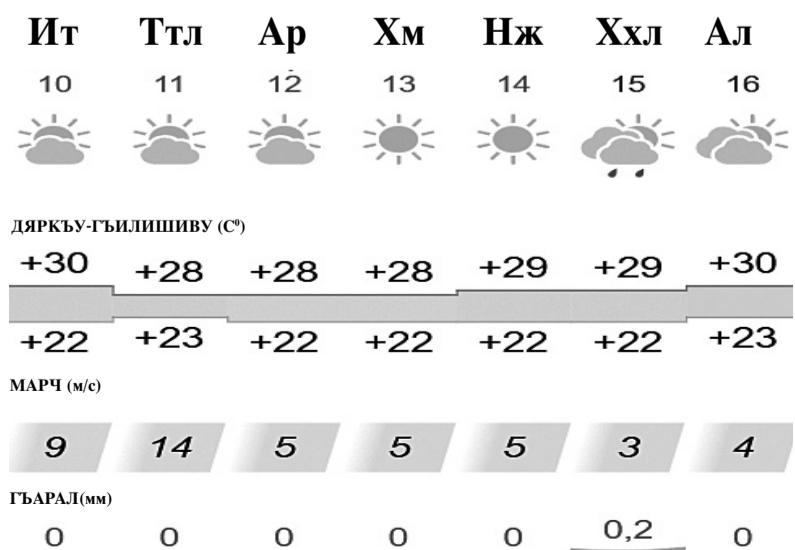 Ит Ттл Ар Хм Нж Ххл Ал
10 11 12 13 14 15 16
ДЯРКЪУ-ГЪИЛИШИВУ (С⁰)
+30 +28 +28 +28 +29 +29 +30
+22 +23 +22 +22 +22 +22 +23
МАРЧ (м/с)
9 14 5 5 5 3 4
ГЪАРАЛ(мм)
0 0 0 0 0 0,2 0